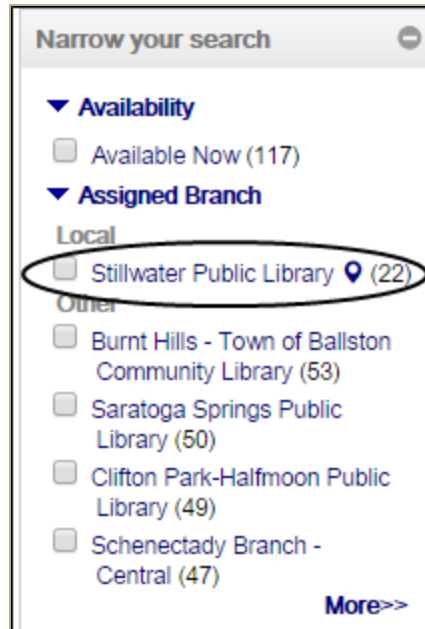 Narrow your search
Availability
Available Now (117)
Assigned Branch
Local
Stillwater Public Library (22)
Other
Burnt Hills - Town of Ballston
Community Library (53)
Saratoga Springs Public
Library (50)
Clifton Park-Halfmoon Public
Library (49)
Schenectady Branch -
Central (47)
More>>